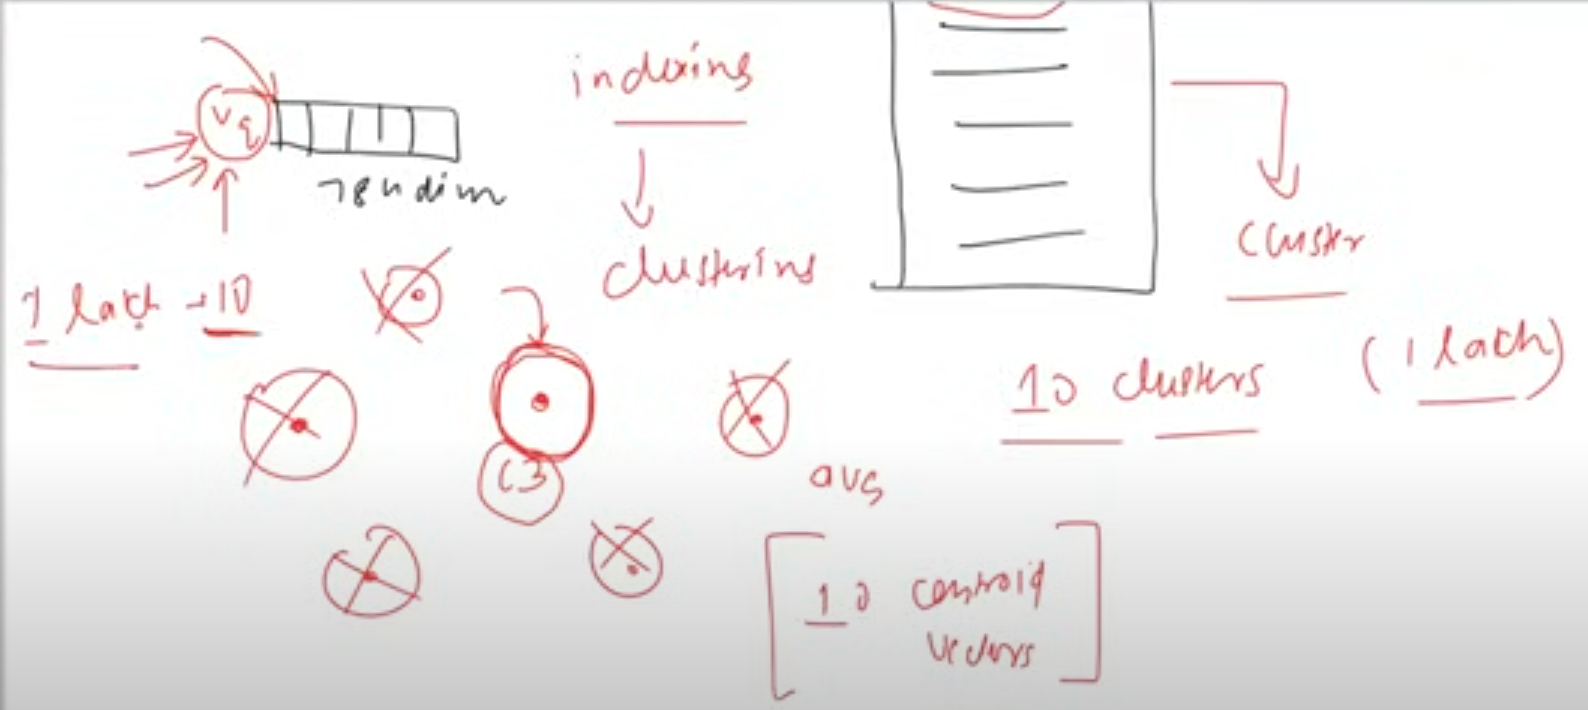 indexing
vq
784 dim
cluster
clustering
1 lakh → 10
10 clusters (1 lakh)
C3
avg
10 centroid
vectors